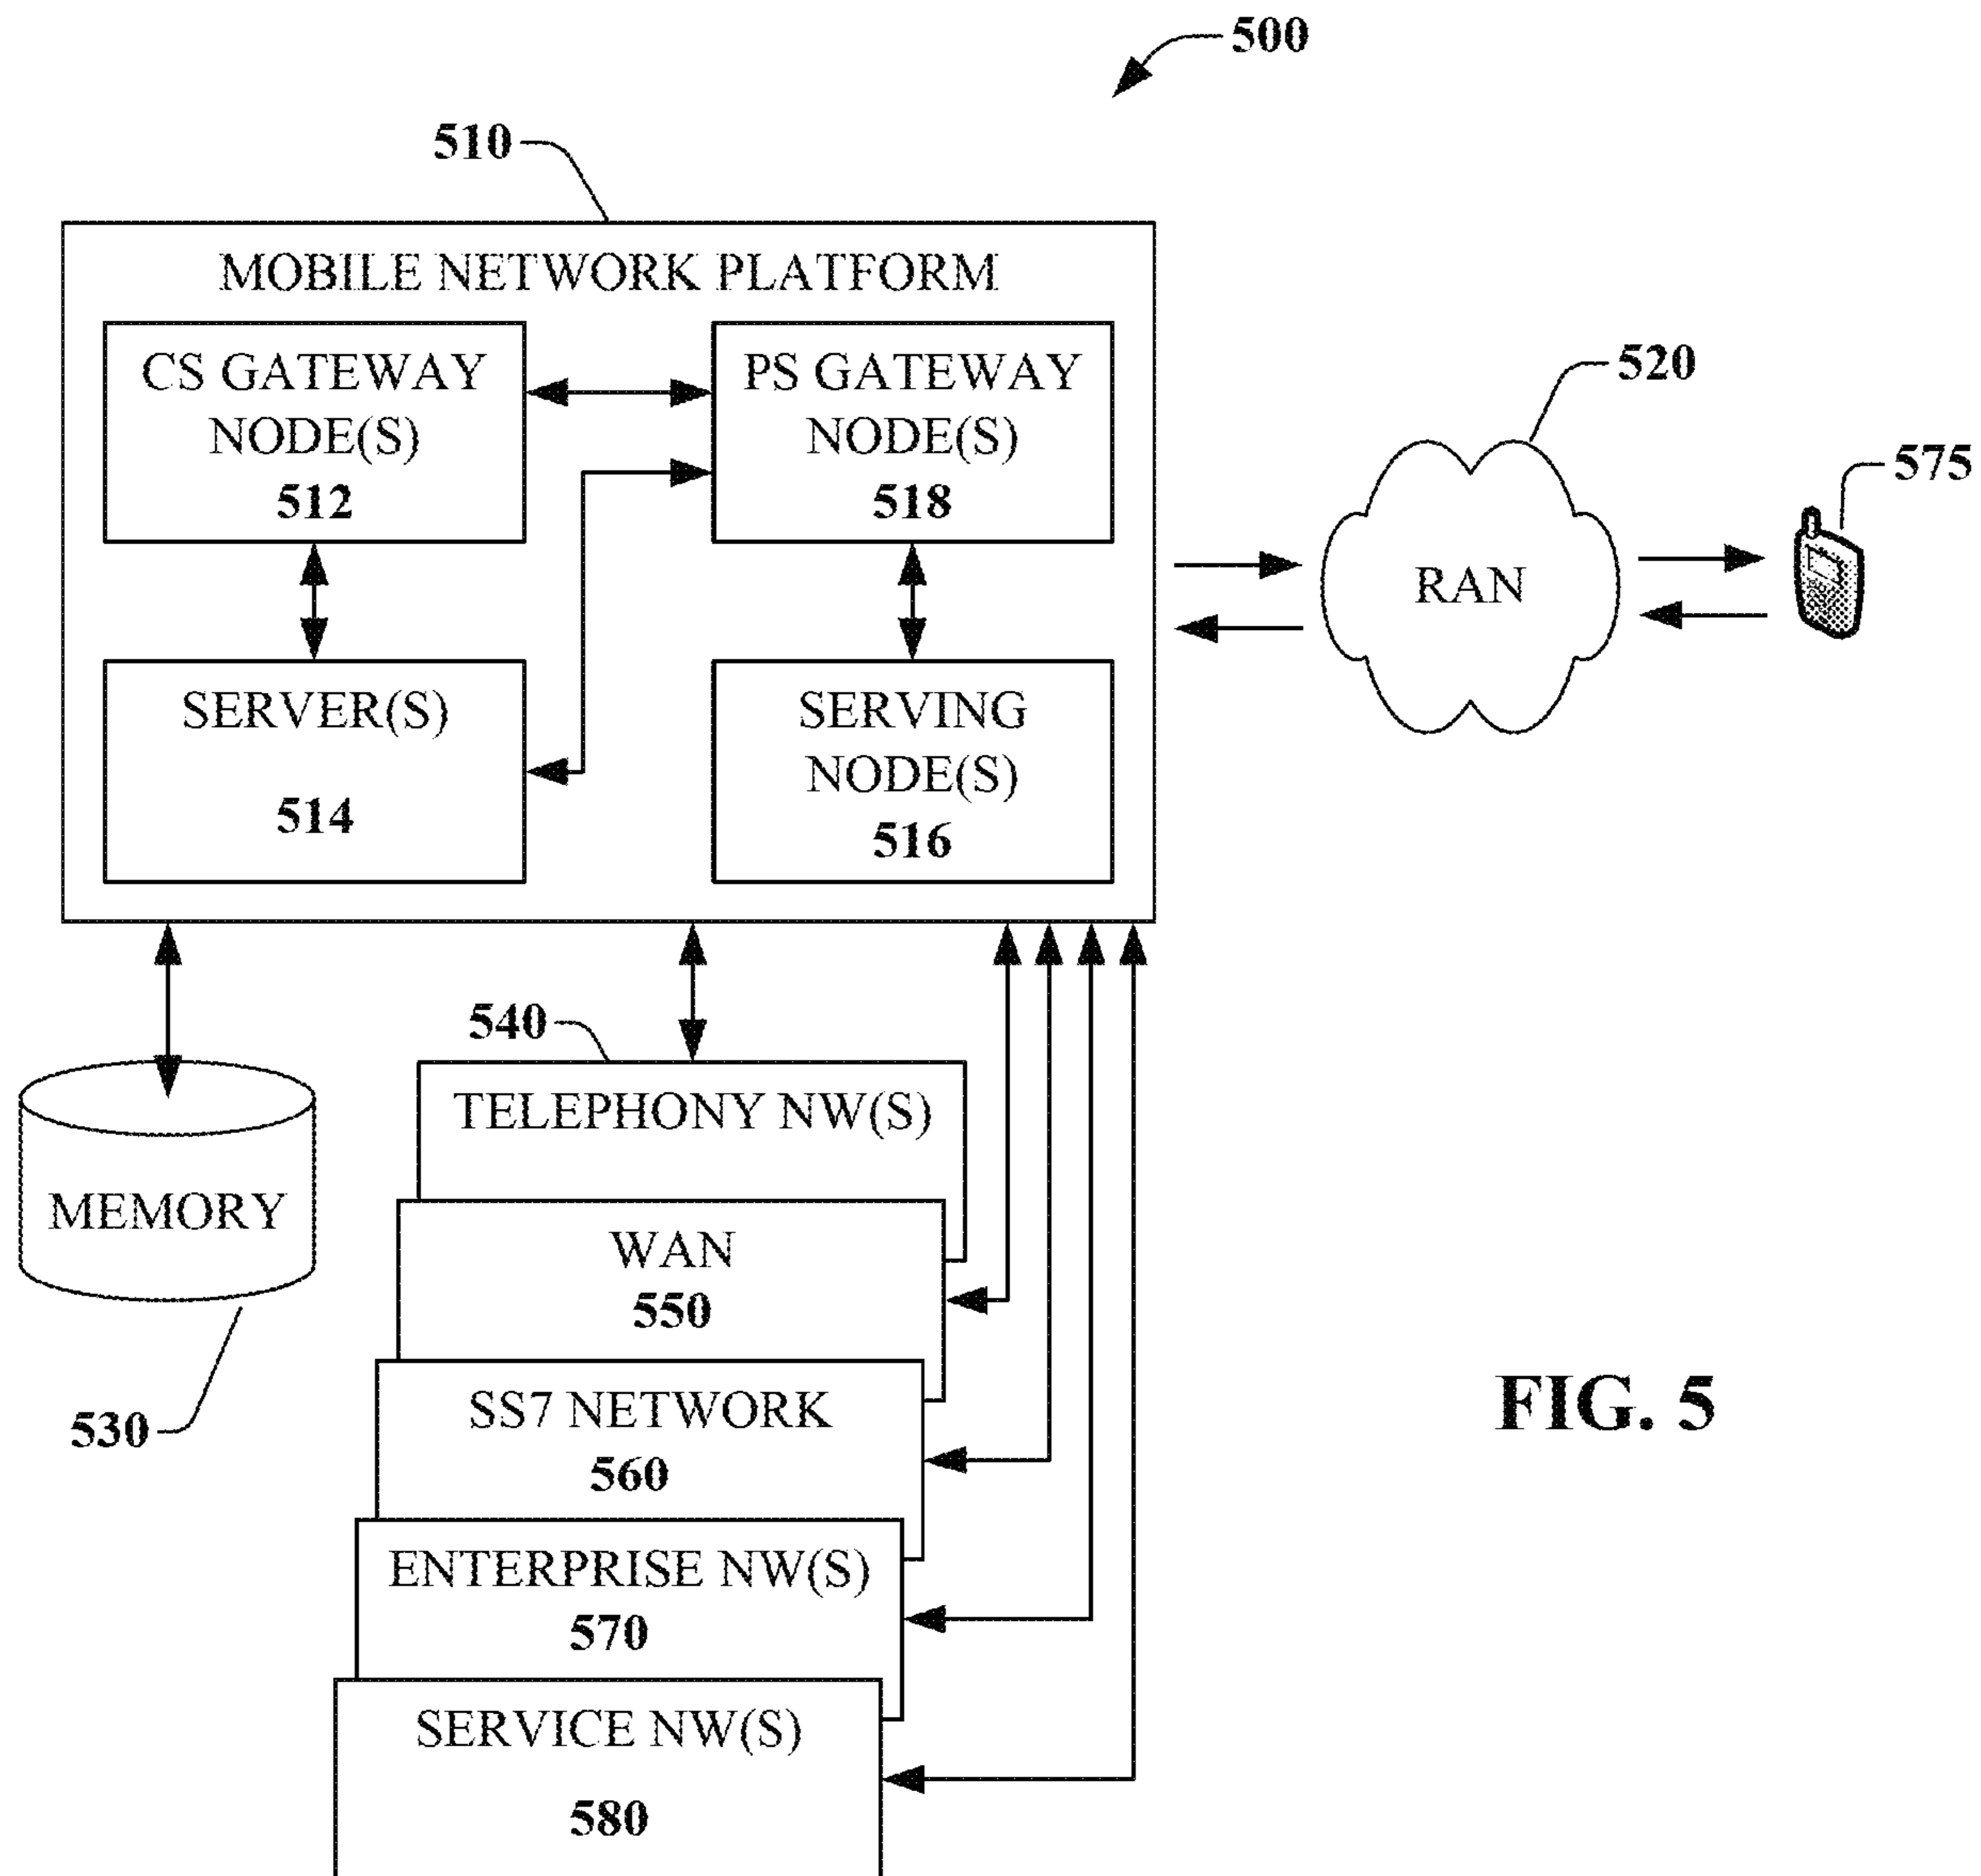 500
510
MOBILE NETWORK PLATFORM
CS GATEWAY
NODE(S)
512
PS GATEWAY
NODE(S)
518
SERVER(S)
514
SERVING
NODE(S)
516
520
RAN
575
540
TELEPHONY NW(S)
MEMORY
530
WAN
550
SS7 NETWORK
560
ENTERPRISE NW(S)
570
SERVICE NW(S)
580
FIG. 5